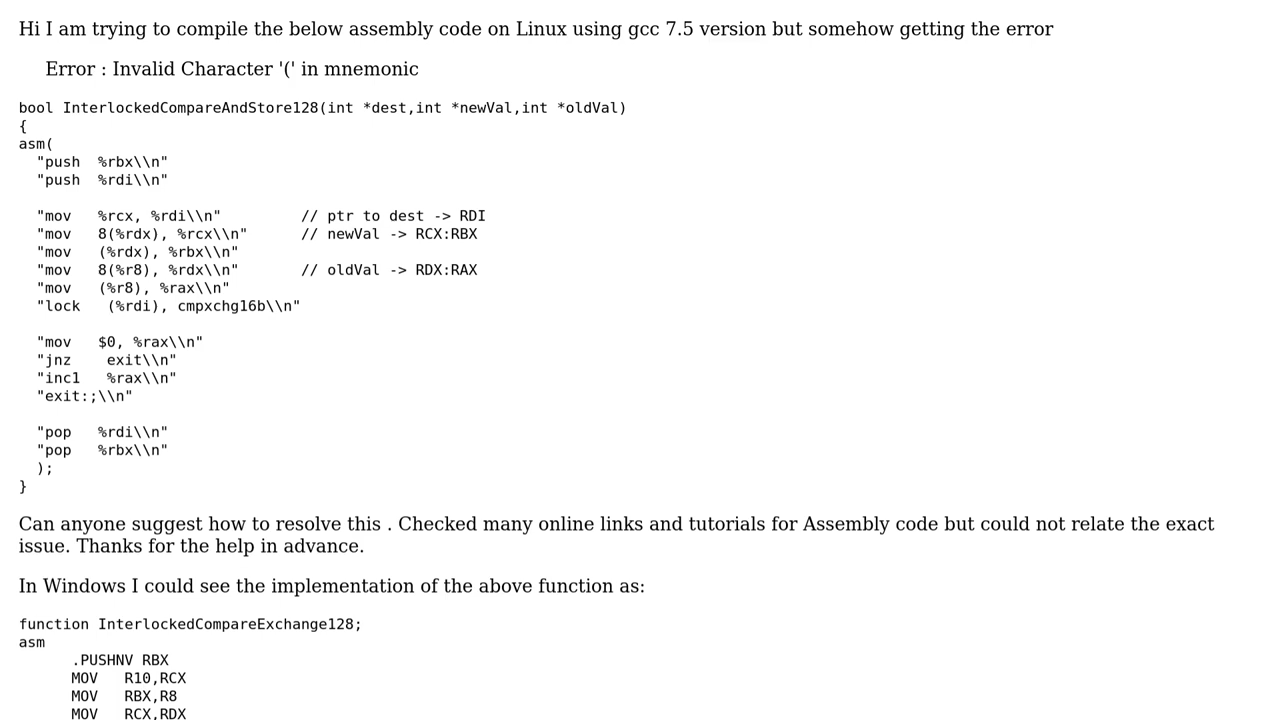 Hi I am trying to compile the below assembly code on Linux using gcc 7.5 version but somehow getting the error
Error : Invalid Character '(' in mnemonic
bool InterlockedCompareAndStore128(int *dest,int *newVal,int *oldVal)
{
asm(
"push  %rbx\\n"
"push  %rdi\\n"
"mov   %rcx, %rdi\\n"         // ptr to dest -> RDI
"mov   8(%rdx), %rcx\\n"      // newVal -> RCX:RBX
"mov   (%rdx), %rbx\\n"
"mov   8(%r8), %rdx\\n"       // oldVal -> RDX:RAX
"mov   (%r8), %rax\\n"
"lock   (%rdi), cmpxchg16b\\n"
"mov   $0, %rax\\n"
"jnz    exit\\n"
"inc1   %rax\\n"
"exit:;\\n"
"pop   %rdi\\n"
"pop   %rbx\\n"
);
}
Can anyone suggest how to resolve this . Checked many online links and tutorials for Assembly code but could not relate the exact
issue. Thanks for the help in advance.
In Windows I could see the implementation of the above function as:
function InterlockedCompareExchange128;
asm
.PUSHNV RBX
MOV   R10,RCX
MOV   RBX,R8
MOV   RCX,RDX